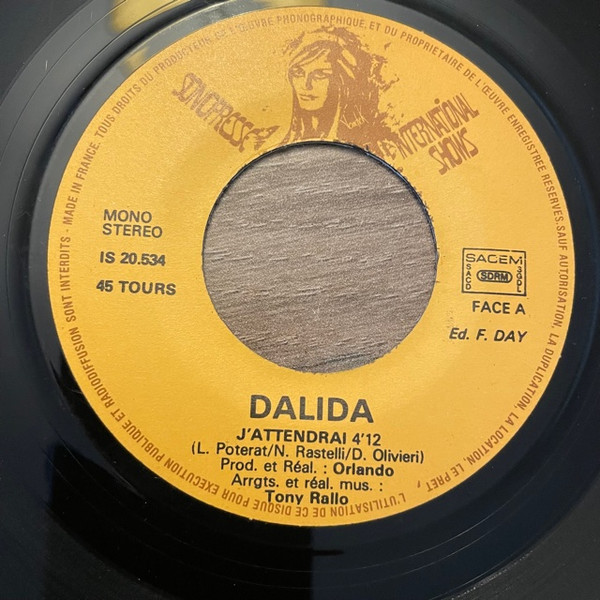 MADE IN FRANCE. TOUS DROITS DU PRODUCTEUR ET DE L'ŒUVRE PHONOGRAPHIQUE, ET DU PROPRIETAIRE DE L'ŒUVRE ENREGISTREE RESERVES. SAUF AUTORISATION, LA DUPLICATION, LA LOCATION, LE PRET, L'UTILISATION DE CE DISQUE POUR EXECUTION PUBLIQUE ET RADIODIFFUSION SONT INTERDITS -
SONOPRESSE
INTERNATIONAL
SHOWS
MONO
STEREO
IS 20.534
45 TOURS
SACEM
SACD SDRM SGDL
FACE A
Ed. F. DAY
DALIDA
J'ATTENDRAI 4'12
(L. Poterat/N. Rastelli/D. Olivieri)
Prod. et Réal. : Orlando
Arrgts. et réal. mus. :
Tony Rallo